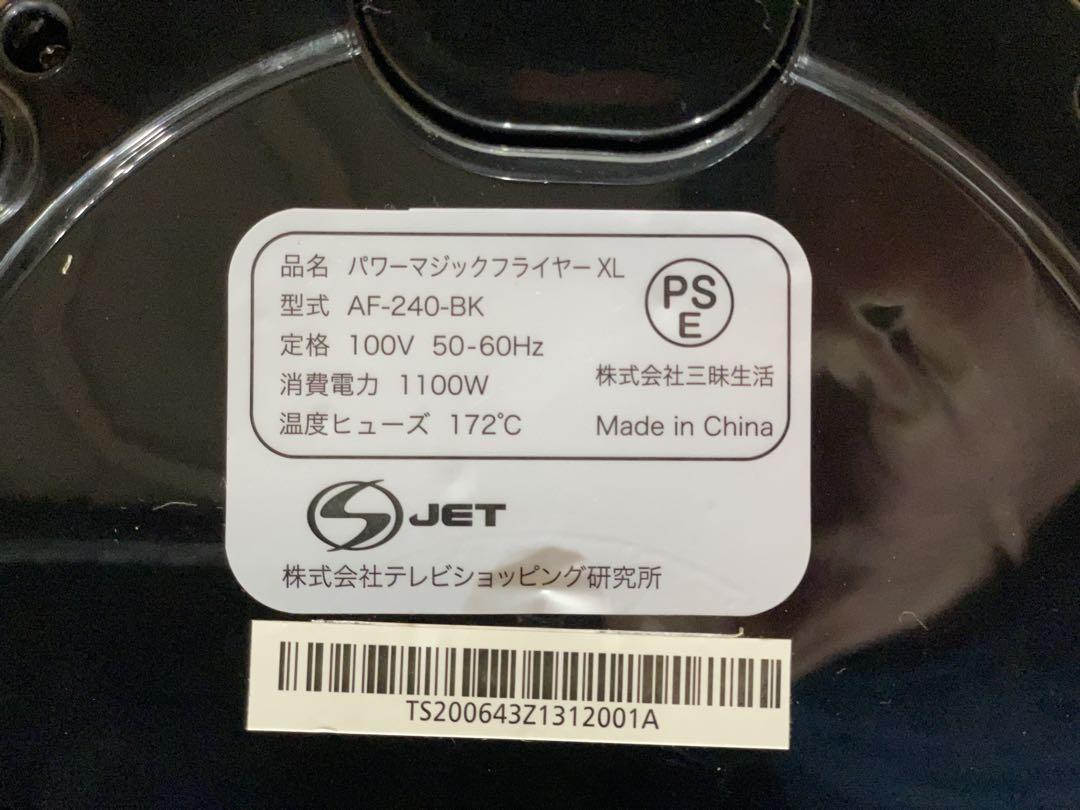 品名 パワーマジックフライヤー XL
型式 AF-240-BK
定格 100V 50-60Hz
消費電力 1100W
温度ヒューズ 172℃
PS
E
株式会社三昧生活
Made in China
S JET
株式会社テレビショッピング研究所
TS200643Z1312001A